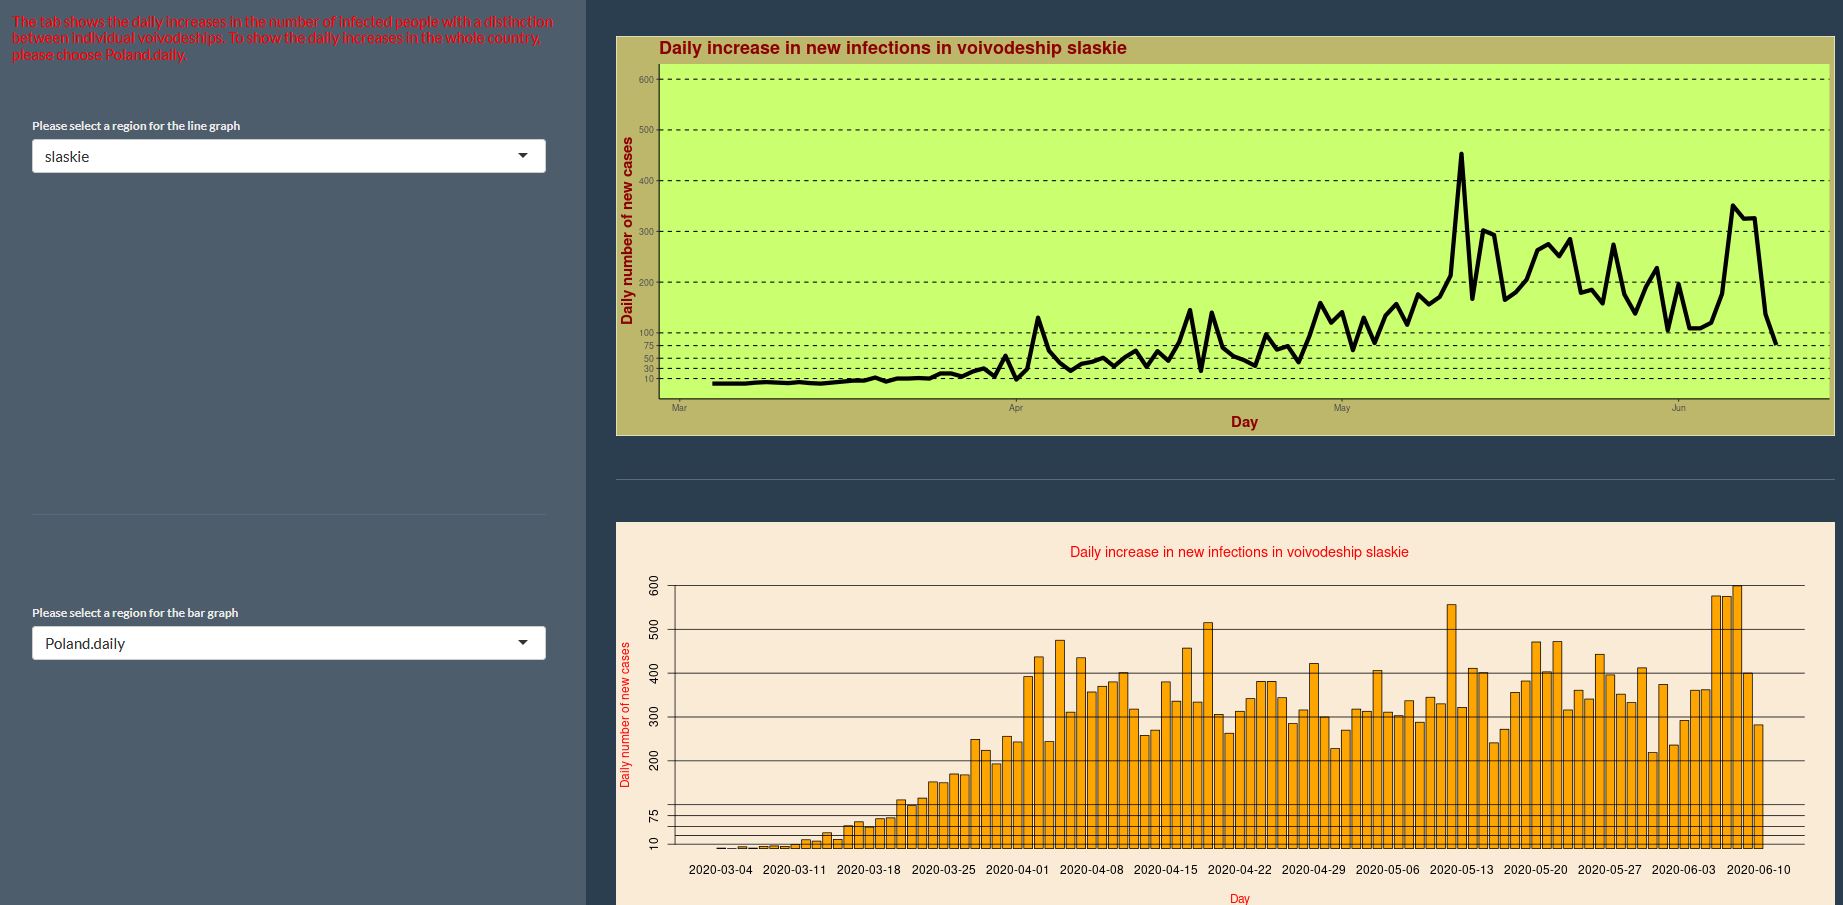 The tab shows the daily increases in the number of infected people with a distinction
between individual voivodeships. To show the daily increases in the whole country,
please choose Poland.daily.
Please select a region for the line graph
slaskie
Daily increase in new infections in voivodeship slaskie
Daily number of new cases
600
500
400
300
200
100
75
50
30
10
Mar
Apr
May
Jun
Day
Please select a region for the bar graph
Poland.daily
Daily increase in new infections in voivodeship slaskie
Daily number of new cases
600
500
400
300
200
75
10
2020-03-04 2020-03-11 2020-03-18 2020-03-25 2020-04-01 2020-04-08 2020-04-15 2020-04-22 2020-04-29 2020-05-06 2020-05-13 2020-05-20 2020-05-27 2020-06-03 2020-06-10
Day